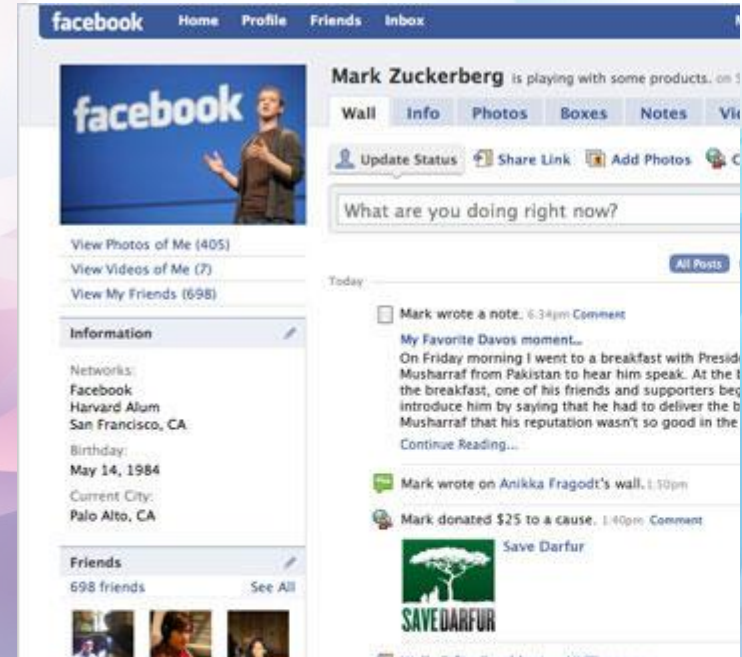 facebook Home Profile Friends Inbox
facebook
View Photos of Me (405)
View Videos of Me (7)
View My Friends (698)
Information
Networks:
Facebook
Harvard Alum
San Francisco, CA
Birthday:
May 14, 1984
Current City:
Palo Alto, CA
Friends
698 friends See All
Mark Zuckerberg is playing with some products. on
Wall Info Photos Boxes Notes
Update Status Share Link Add Photos
What are you doing right now?
All Posts
Today
Mark wrote a note. 6:34pm Comment
My Favorite Davos moment...
On Friday morning I went to a breakfast with
Musharraf from Pakistan to hear him speak. At the
the breakfast, one of his friends and supporters
introduce him by saying that he had to deliver the
Musharraf that his reputation wasn't so good in the
Continue Reading...
Mark wrote on Anikka Fragodt's wall. 1:50pm
Mark donated $25 to a cause. 1:40pm Comment
Save Darfur
SAVE DARFUR